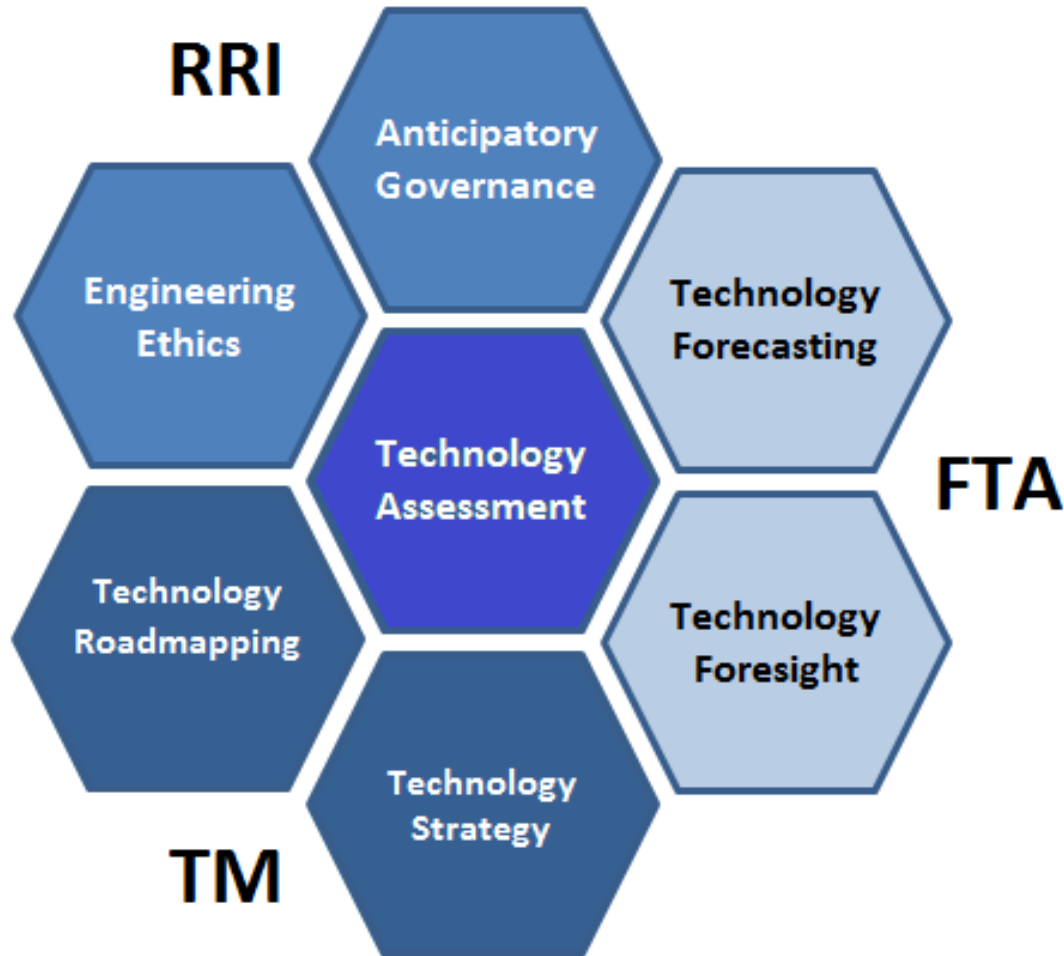 RRI
Anticipatory
Governance
Engineering
Ethics
Technology
Forecasting
Technology
Assessment
FTA
Technology
Roadmapping
Technology
Foresight
Technology
Strategy
TM